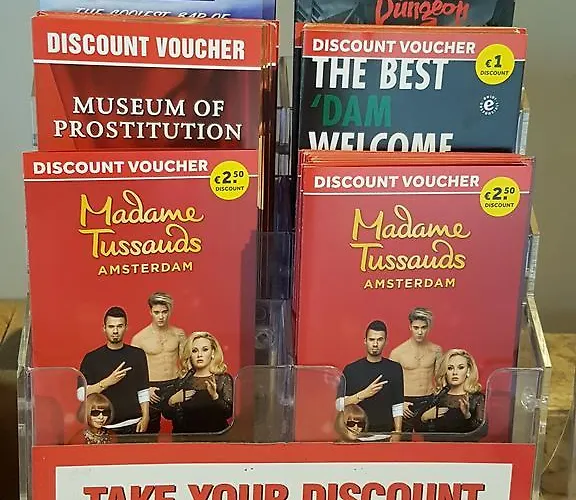 THE COOLEST BAR OF
Dungeon
DISCOUNT VOUCHER
MUSEUM OF
PROSTITUTION
DISCOUNT VOUCHER
€1
DISCOUNT
THE BEST
'DAM
WELCOME
DISCOUNT VOUCHER
€2.50
DISCOUNT
Madame
Tussauds
AMSTERDAM
DISCOUNT VOUCHER
€2.50
DISCOUNT
Madame
Tussauds
AMSTERDAM
TAKE YOUR DISCOUNT